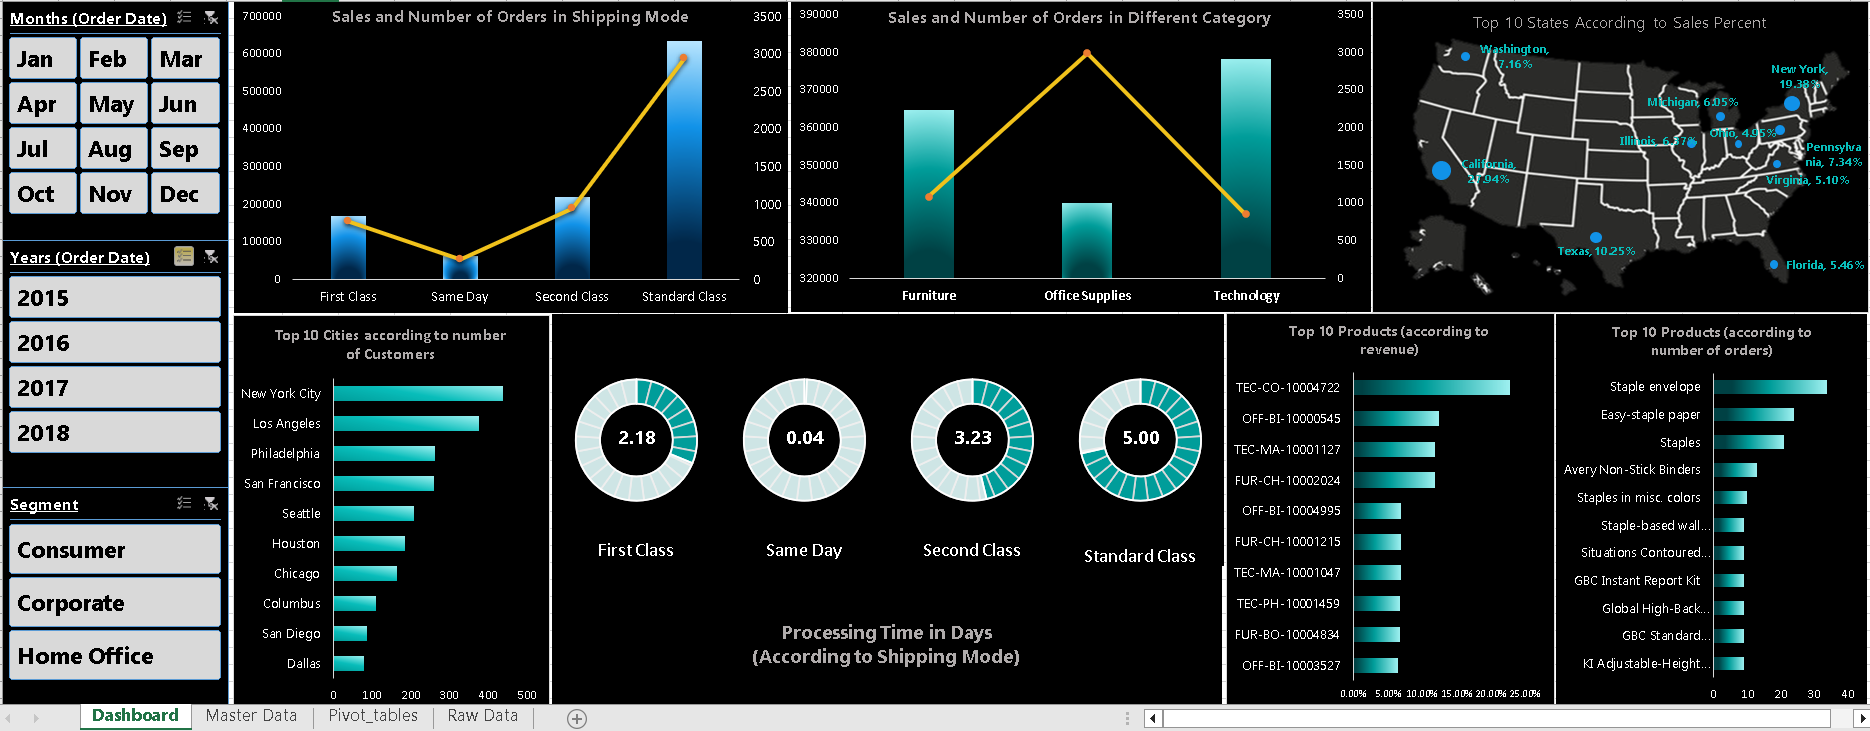 Months (Order Date)
Jan Feb Mar
Apr May Jun
Jul Aug Sep
Oct Nov Dec
Years (Order Date)
2015
2016
2017
2018
Segment
Consumer
Corporate
Home Office
Sales and Number of Orders in Shipping Mode
700000
600000
500000
400000
300000
200000
100000
0
3500
3000
2500
2000
1500
1000
500
0
First Class Same Day Second Class Standard Class
Sales and Number of Orders in Different Category
390000
380000
370000
360000
350000
340000
330000
320000
3500
3000
2500
2000
1500
1000
500
0
Furniture Office Supplies Technology
Top 10 States According to Sales Percent
Washington,
7.16%
New York,
19.38%
Michigan, 6.05%
Ohio, 4.95%
Illinois, 6.37%
Pennsylva
nia, 7.34%
California,
27.94%
Virginia, 5.10%
Texas, 10.25%
Florida, 5.46%
Top 10 Cities according to number
of Customers
New York City
Los Angeles
Philadelphia
San Francisco
Seattle
Houston
Chicago
Columbus
San Diego
Dallas
0 100 200 300 400 500
2.18 0.04 3.23 5.00
First Class Same Day Second Class Standard Class
Processing Time in Days
(According to Shipping Mode)
Top 10 Products (according to
revenue)
TEC-CO-10004722
OFF-BI-10000545
TEC-MA-10001127
FUR-CH-10002024
OFF-BI-10004995
FUR-CH-10001215
TEC-MA-10001047
TEC-PH-10001459
FUR-BO-10004834
OFF-BI-10003527
0.00% 5.00% 10.00% 15.00% 20.00% 25.00%
Top 10 Products (according to
number of orders)
Staple envelope
Easy-staple paper
Staples
Avery Non-Stick Binders
Staples in misc. colors
Staple-based wall...
Situations Contoured...
GBC Instant Report Kit
Global High-Back...
GBC Standard...
KI Adjustable-Height...
0 10 20 30 40
Dashboard Master Data Pivot_tables Raw Data